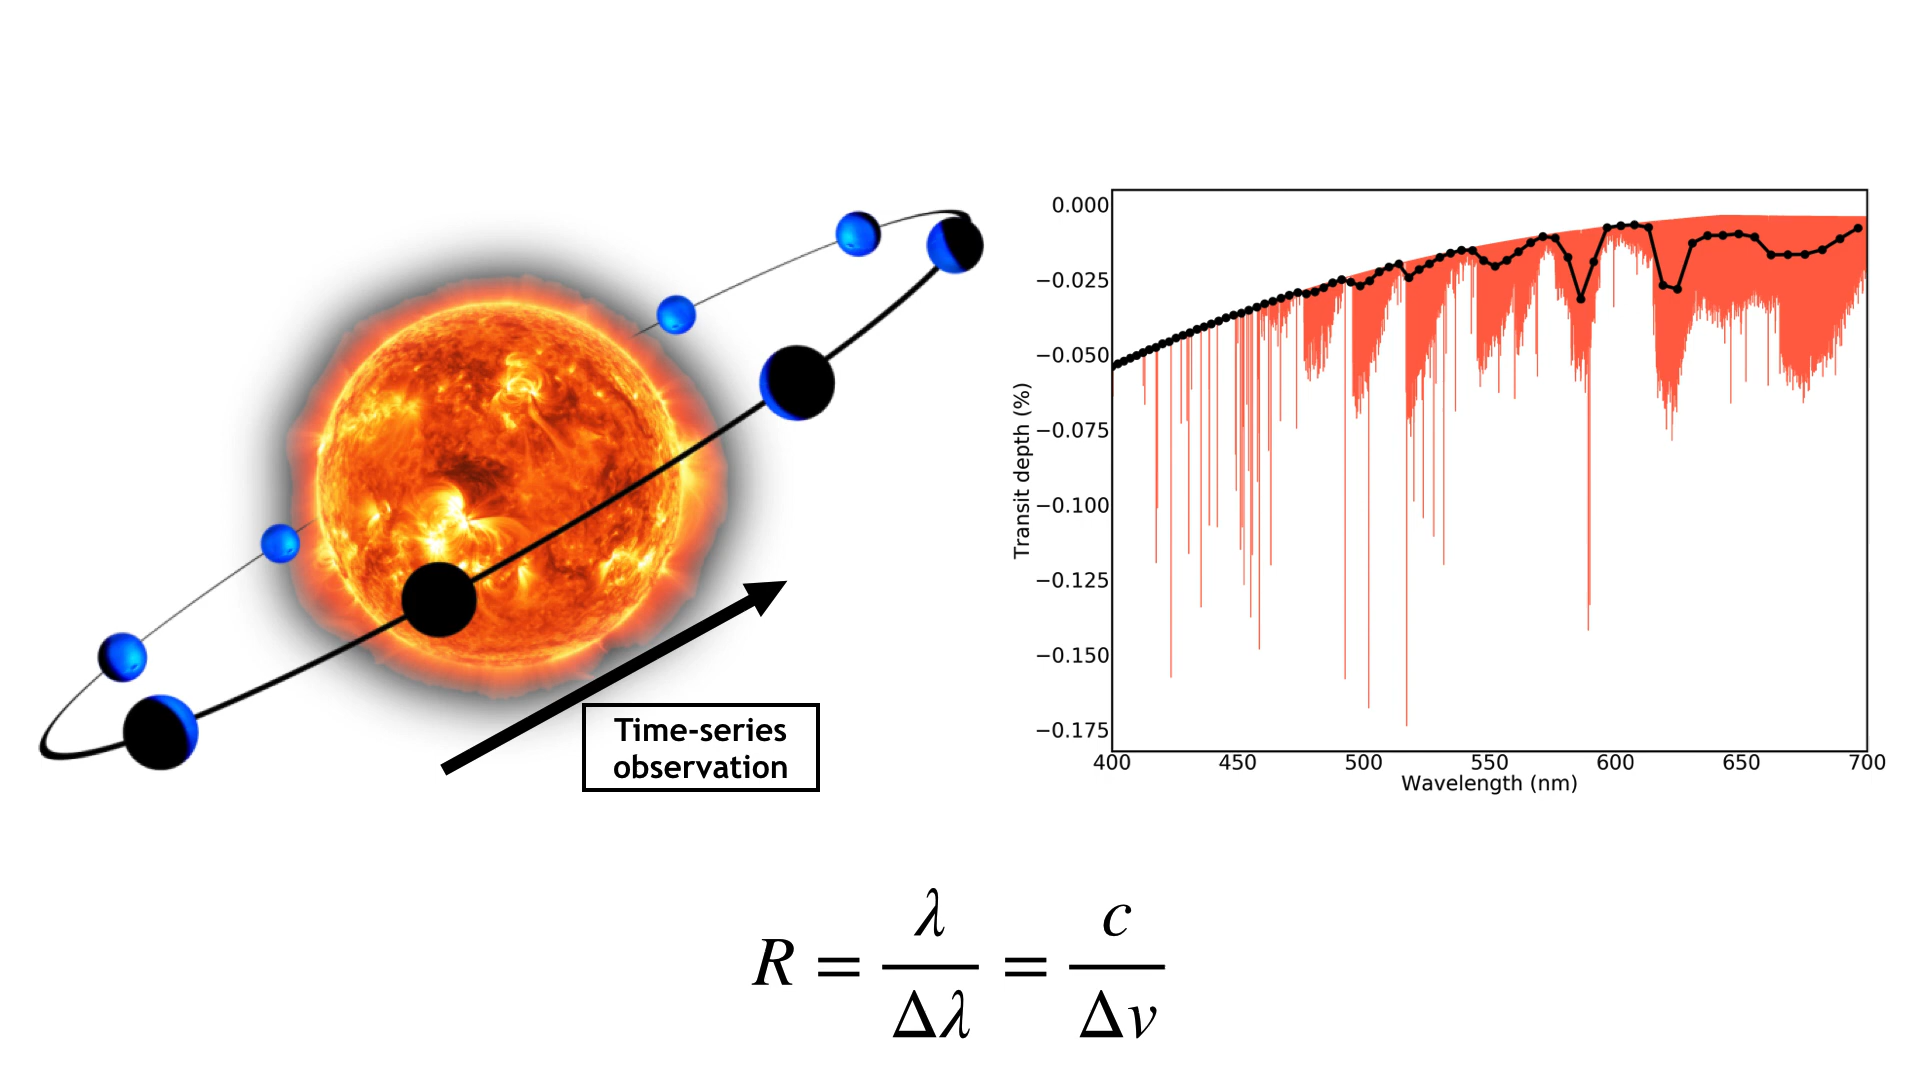 Time-series
observation
Transit depth (%)
0.000
−0.025
−0.050
−0.075
−0.100
−0.125
−0.150
−0.175
400 450 500 550 600 650 700
Wavelength (nm)
R = λ/Δλ = c/Δv